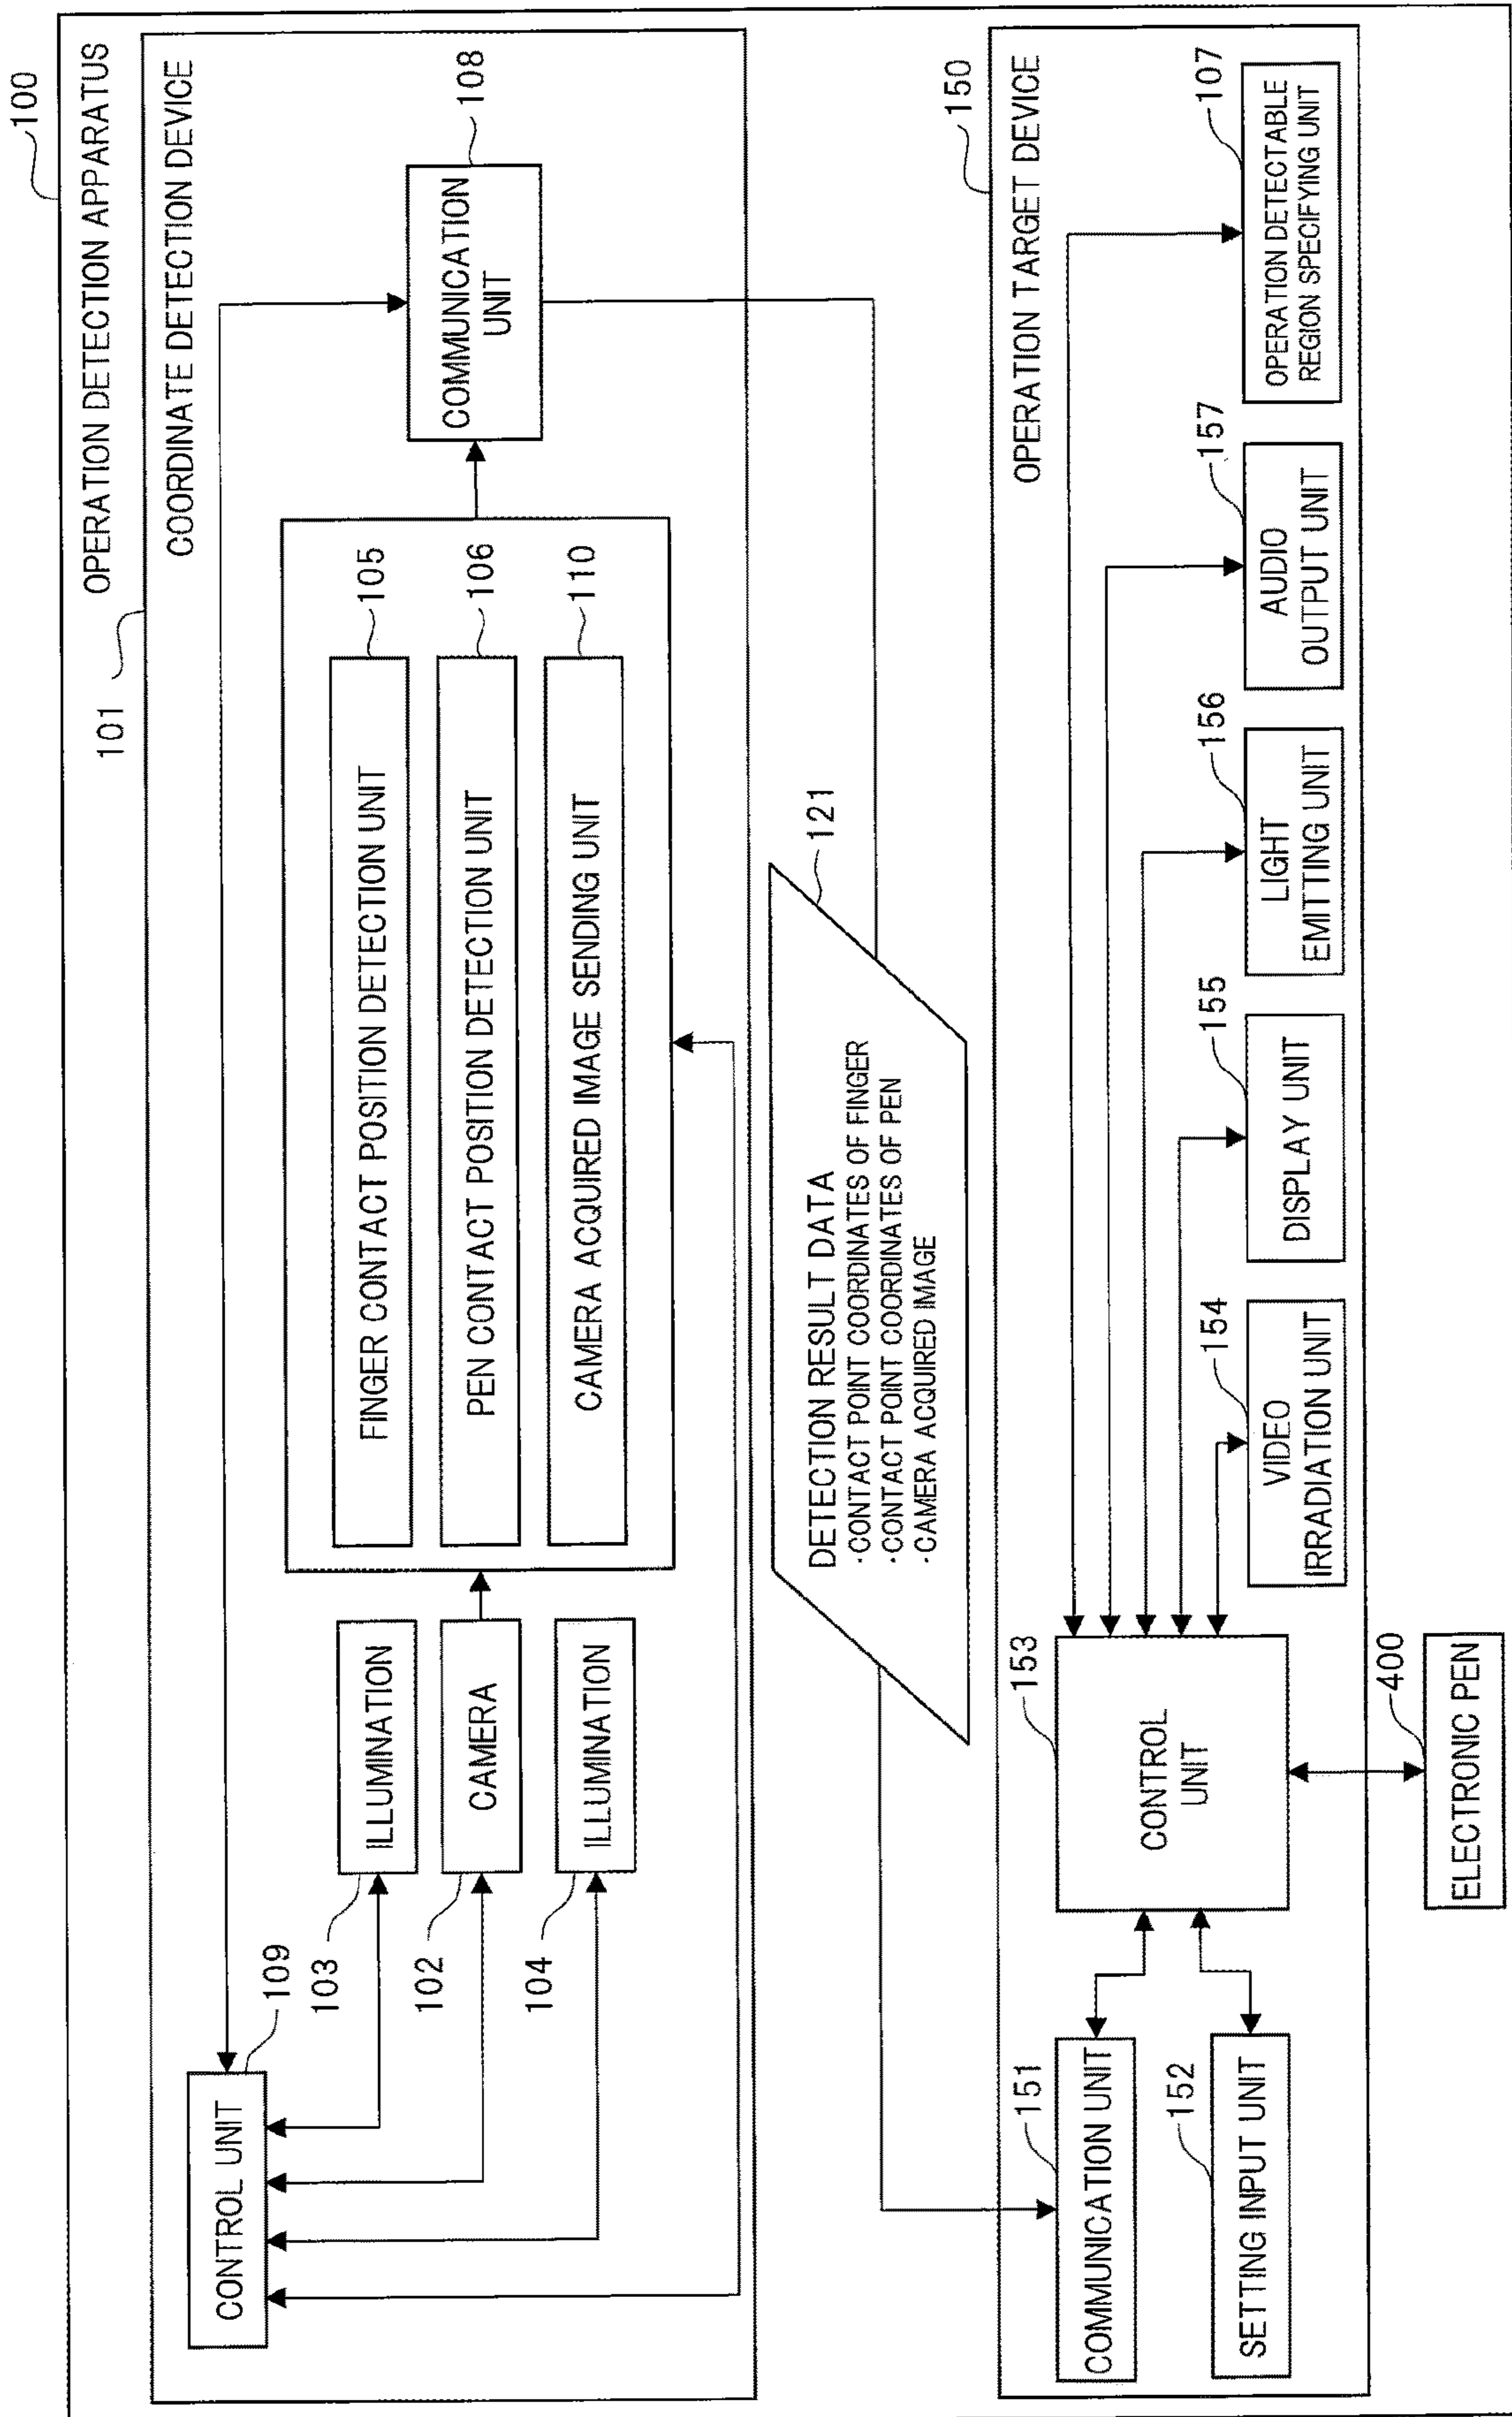 100
OPERATION DETECTION APPARATUS
101
COORDINATE DETECTION DEVICE
109
CONTROL UNIT
103
ILLUMINATION
102
CAMERA
104
ILLUMINATION
105
FINGER CONTACT POSITION DETECTION UNIT
106
PEN CONTACT POSITION DETECTION UNIT
110
CAMERA ACQUIRED IMAGE SENDING UNIT
108
COMMUNICATION
UNIT
121
DETECTION RESULT DATA
·CONTACT POINT COORDINATES OF FINGER
·CONTACT POINT COORDINATES OF PEN
·CAMERA ACQUIRED IMAGE
150
OPERATION TARGET DEVICE
151
COMMUNICATION UNIT
152
SETTING INPUT UNIT
153
CONTROL
UNIT
154
VIDEO
IRRADIATION UNIT
155
DISPLAY UNIT
156
LIGHT
EMITTING UNIT
157
AUDIO
OUTPUT UNIT
107
OPERATION DETECTABLE
REGION SPECIFYING UNIT
400
ELECTRONIC PEN